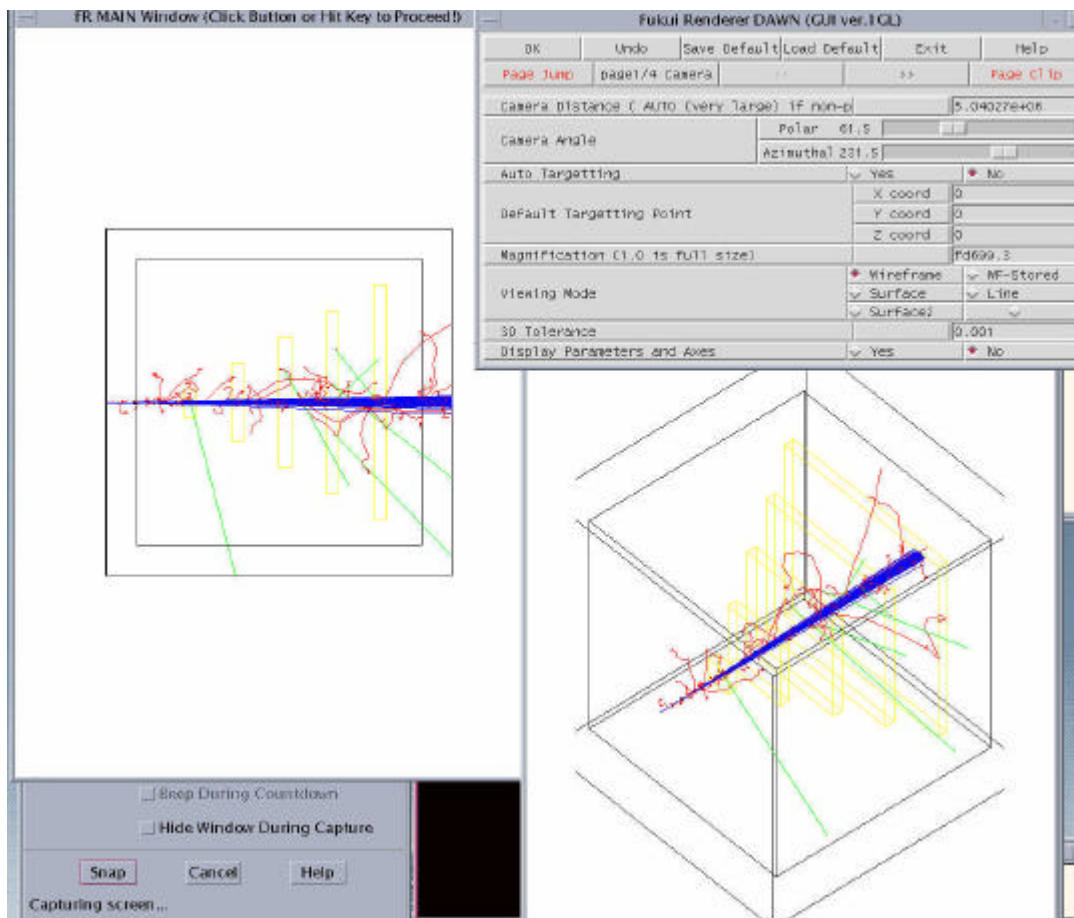 FR MAIN Window (Click Button or Hit Key to Proceed!)
Fukui Renderer DAWN (GUI ver.1GL)
OK Undo Save Default Load Default Exit Help
Page Jump page1/4 Camera << >> Page Clip
Camera Distance ( AUTO (very large) if non-p 5.04027e+06
Camera Angle
Polar 61.5
Azimuthal 231.5
Auto Targetting Yes No
Default Targetting Point
X coord 0
Y coord 0
Z coord 0
Magnification (1.0 is full size) fd699.3
Viewing Mode
Wireframe WF-Stored
Surface Line
Surface2
3D Tolerance 0.001
Display Parameters and Axes Yes No
Beep During Countdown
Hide Window During Capture
Snap Cancel Help
Capturing screen...